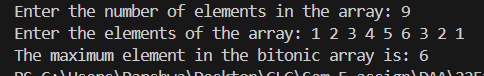 Enter the number of elements in the array: 9
Enter the elements of the array: 1 2 3 4 5 6 3 2 1
The maximum element in the bitonic array is: 6